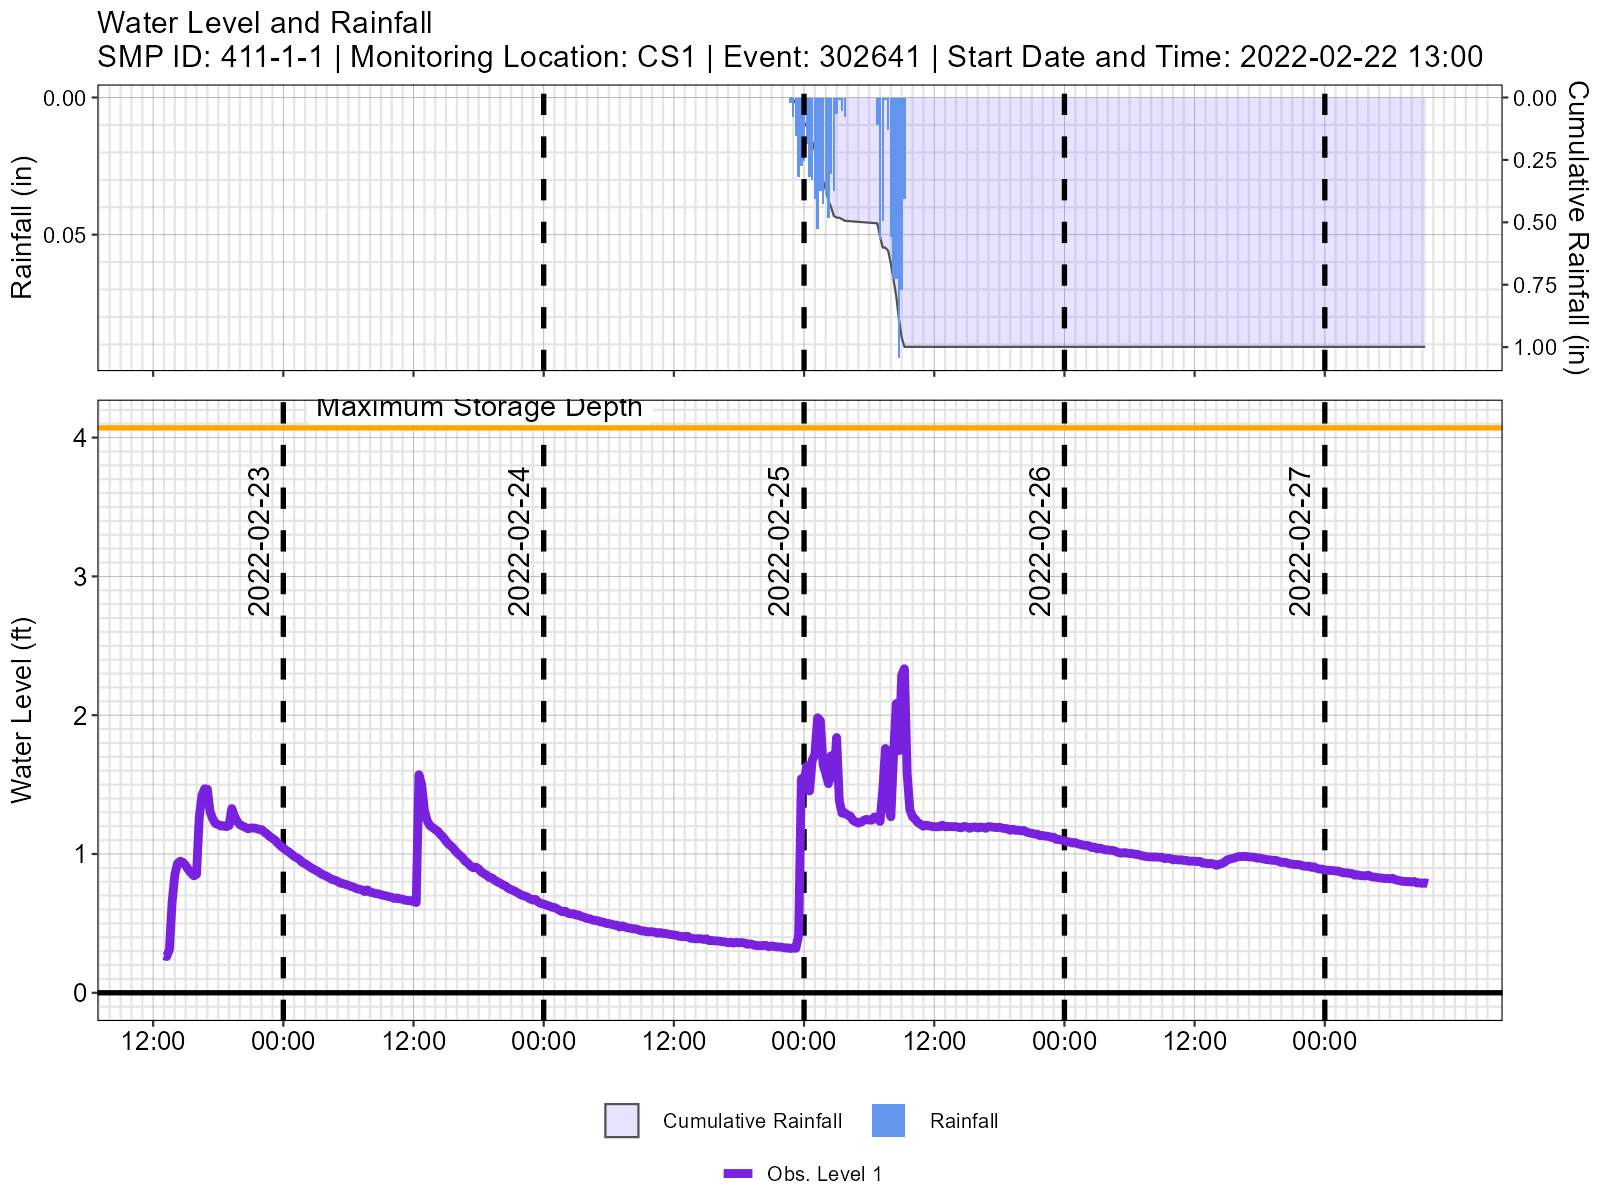 Water Level and Rainfall
SMP ID: 411-1-1 | Monitoring Location: CS1 | Event: 302641 | Start Date and Time: 2022-02-22 13:00
Rainfall (in)
0.00
0.05
0.00
0.25
0.50
0.75
1.00
Cumulative Rainfall (in)
Maximum Storage Depth
Water Level (ft)
4
3
2
1
0
2022-02-23
2022-02-24
2022-02-25
2022-02-26
2022-02-27
12:00 00:00 12:00 00:00 12:00 00:00 12:00 00:00 12:00 00:00
Cumulative Rainfall
Rainfall
Obs. Level 1